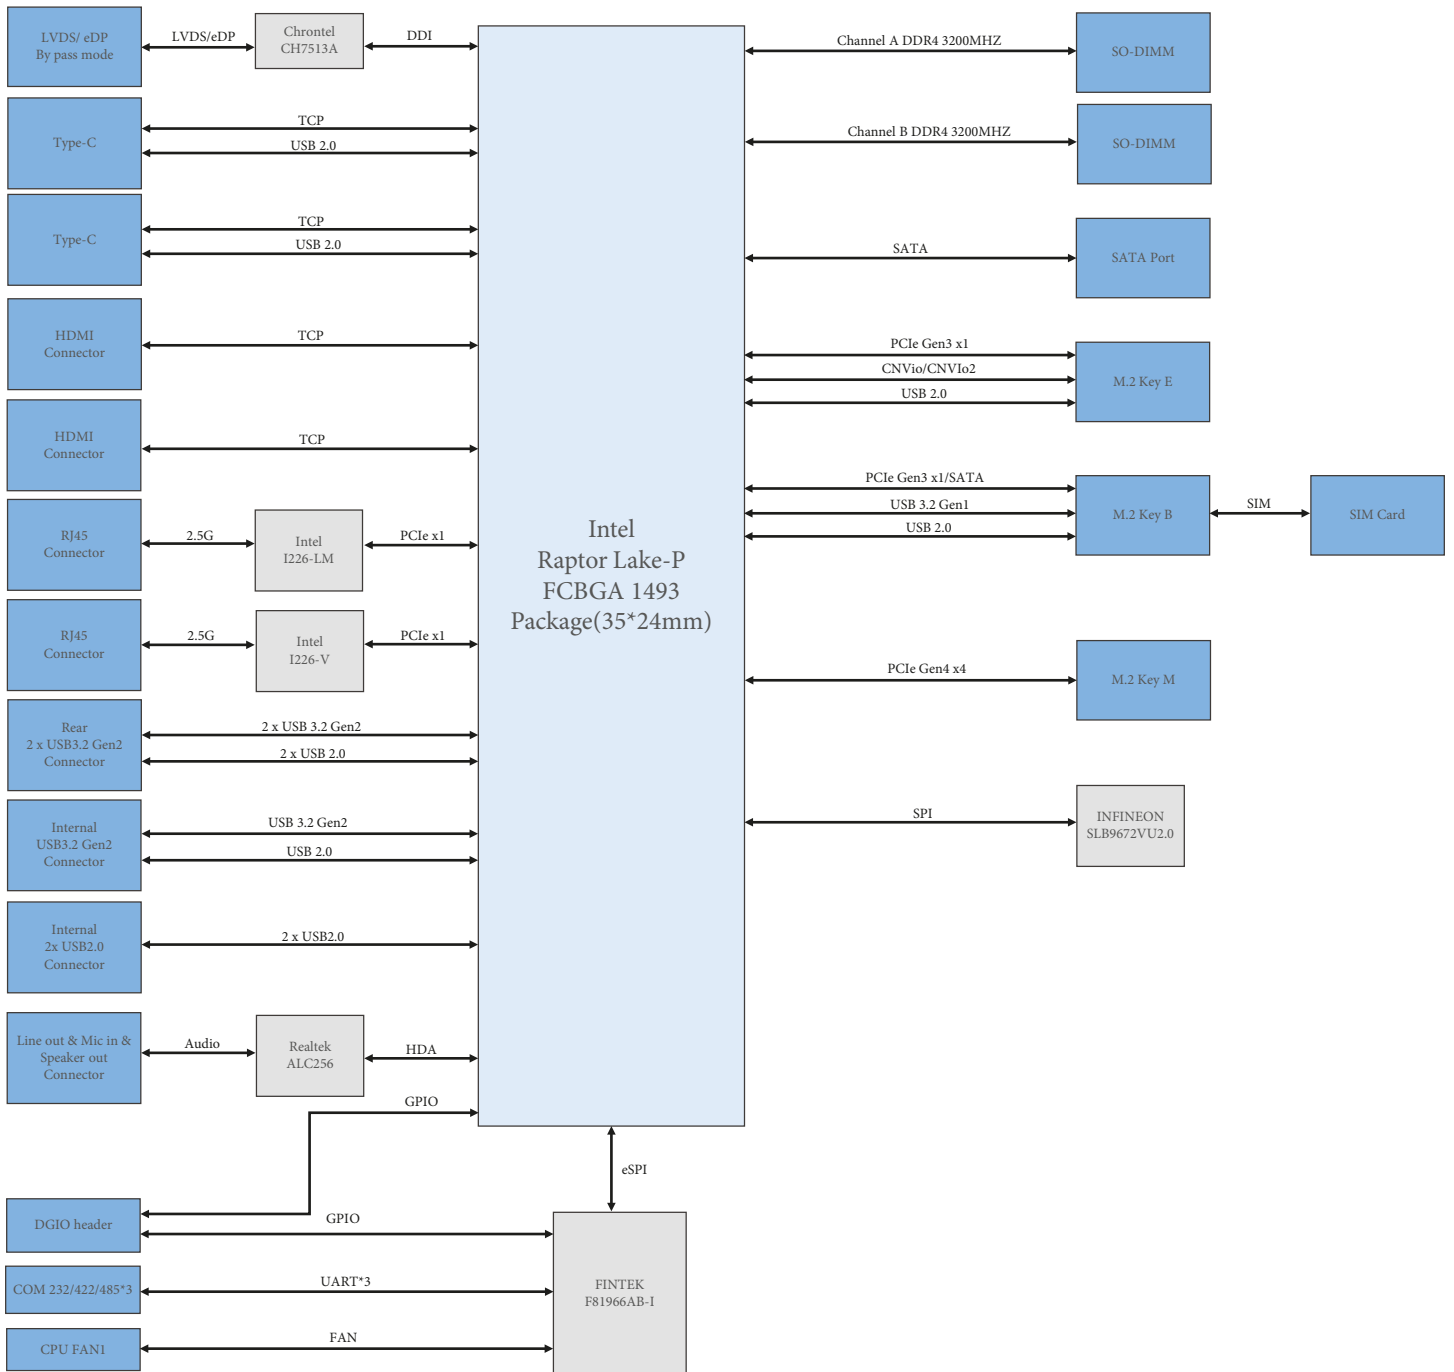 LVDS/ eDP
By pass mode
LVDS/eDP
Chrontel
CH7513A
DDI
Type-C
TCP
USB 2.0
Type-C
TCP
USB 2.0
HDMI
Connector
TCP
HDMI
Connector
TCP
RJ45
Connector
2.5G
Intel
I226-LM
PCIe x1
RJ45
Connector
2.5G
Intel
I226-V
PCIe x1
Rear
2 x USB3.2 Gen2
Connector
2 x USB 3.2 Gen2
2 x USB 2.0
Internal
USB3.2 Gen2
Connector
USB 3.2 Gen2
USB 2.0
Internal
2x USB2.0
Connector
2 x USB2.0
Line out & Mic in &
Speaker out
Connector
Audio
Realtek
ALC256
HDA
GPIO
DGIO header
GPIO
COM 232/422/485*3
UART*3
CPU FAN1
FAN
Intel
Raptor Lake-P
FCBGA 1493
Package(35*24mm)
eSPI
FINTEK
F81966AB-I
Channel A DDR4 3200MHZ
SO-DIMM
Channel B DDR4 3200MHZ
SO-DIMM
SATA
SATA Port
PCIe Gen3 x1
CNVio/CNVIo2
USB 2.0
M.2 Key E
PCIe Gen3 x1/SATA
USB 3.2 Gen1
USB 2.0
M.2 Key B
SIM
SIM Card
PCIe Gen4 x4
M.2 Key M
SPI
INFINEON
SLB9672VU2.0